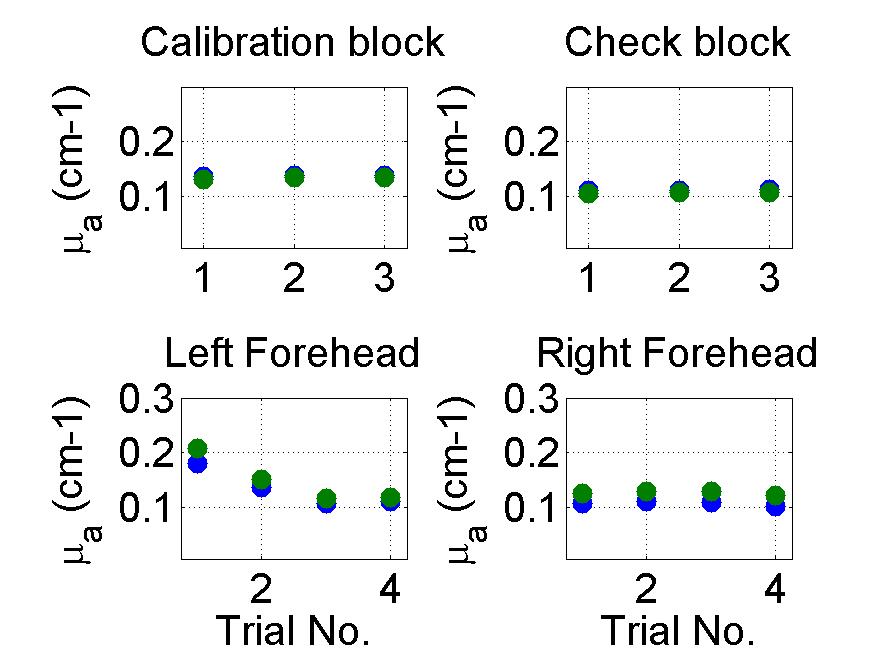 Calibration block
μa (cm-1)
0.2
0.1
1 2 3
Check block
μa (cm-1)
0.2
0.1
1 2 3
Left Forehead
μa (cm-1)
0.3
0.2
0.1
2 4
Trial No.
Right Forehead
μa (cm-1)
0.3
0.2
0.1
2 4
Trial No.